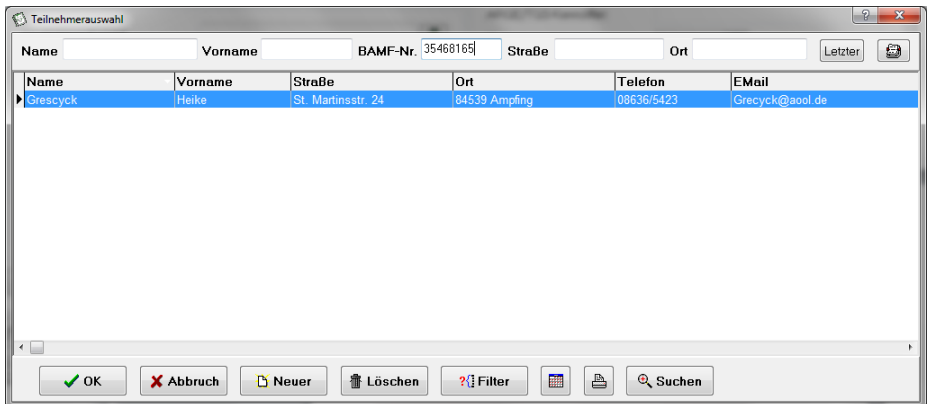 Teilnehmerauswahl
Name Vorname BAMF-Nr. 35468165 Straße Ort Letzter
Name Vorname Straße Ort Telefon EMail
Grescyck Heike St. Martinsstr. 24 84539 Ampfing 08636/5423 Grecyck@aool.de
OK Abbruch Neuer Löschen ?{} Filter Suchen